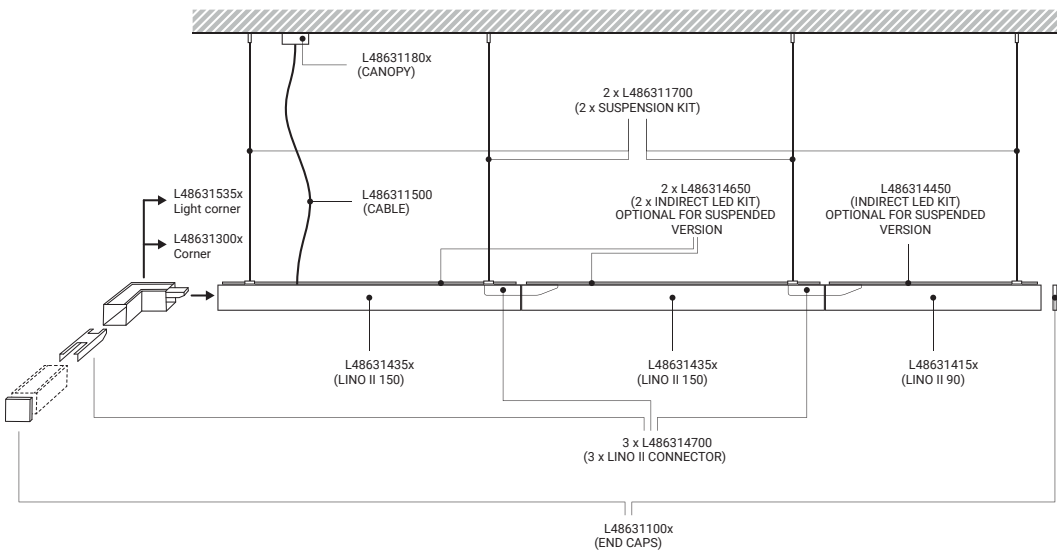 L48631180x
(CANOPY)
2 x L486311700
(2 x SUSPENSION KIT)
L48631535x
Light corner
L48631300x
Corner
L486311500
(CABLE)
2 x L486314650
(2 x INDIRECT LED KIT)
OPTIONAL FOR SUSPENDED
VERSION
L486314450
(INDIRECT LED KIT)
OPTIONAL FOR SUSPENDED
VERSION
L48631435x
(LINO II 150)
L48631435x
(LINO II 150)
L48631415x
(LINO II 90)
3 x L486314700
(3 x LINO II CONNECTOR)
L48631100x
(END CAPS)